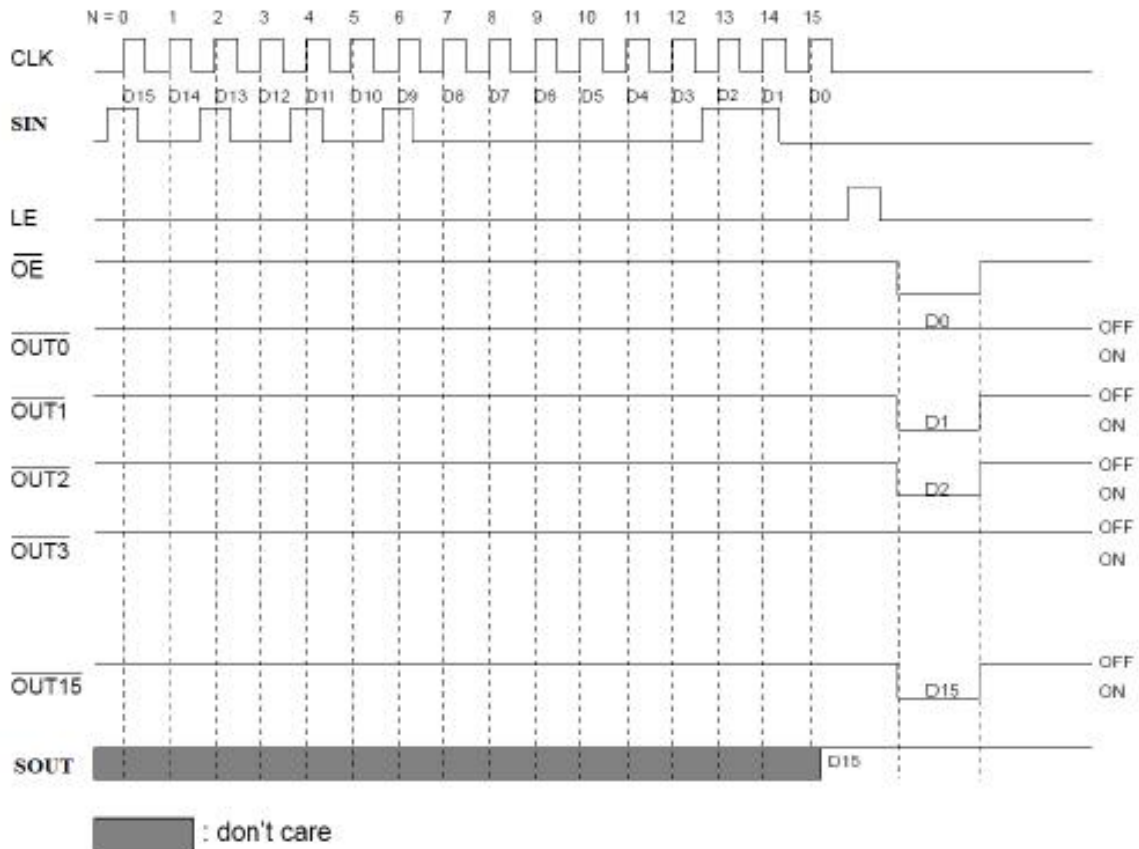 N = 0 1 2 3 4 5 6 7 8 9 10 11 12 13 14 15
CLK
D15 D14 D13 D12 D11 D10 D9 D8 D7 D6 D5 D4 D3 D2 D1 D0
SIN
LE
OE
D0
OUT0
OFF
ON
OUT1
D1
OFF
ON
OUT2
D2
OFF
ON
OUT3
OFF
ON
OUT15
D15
OFF
ON
SOUT
D15
: don't care